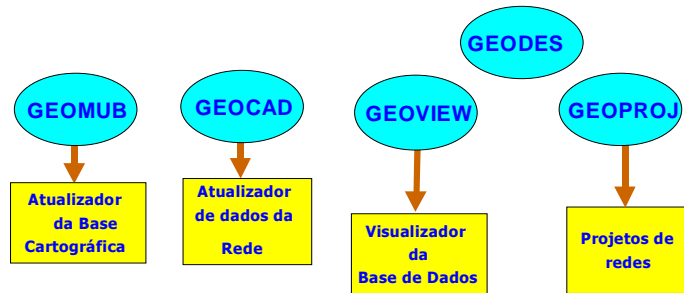 GEODES
GEOMUB
GEOCAD
GEOVIEW
GEOPROJ
Atualizador
da Base
Cartográfica
Atualizador
de dados da
Rede
Visualizador
da
Base de Dados
Projetos de
redes